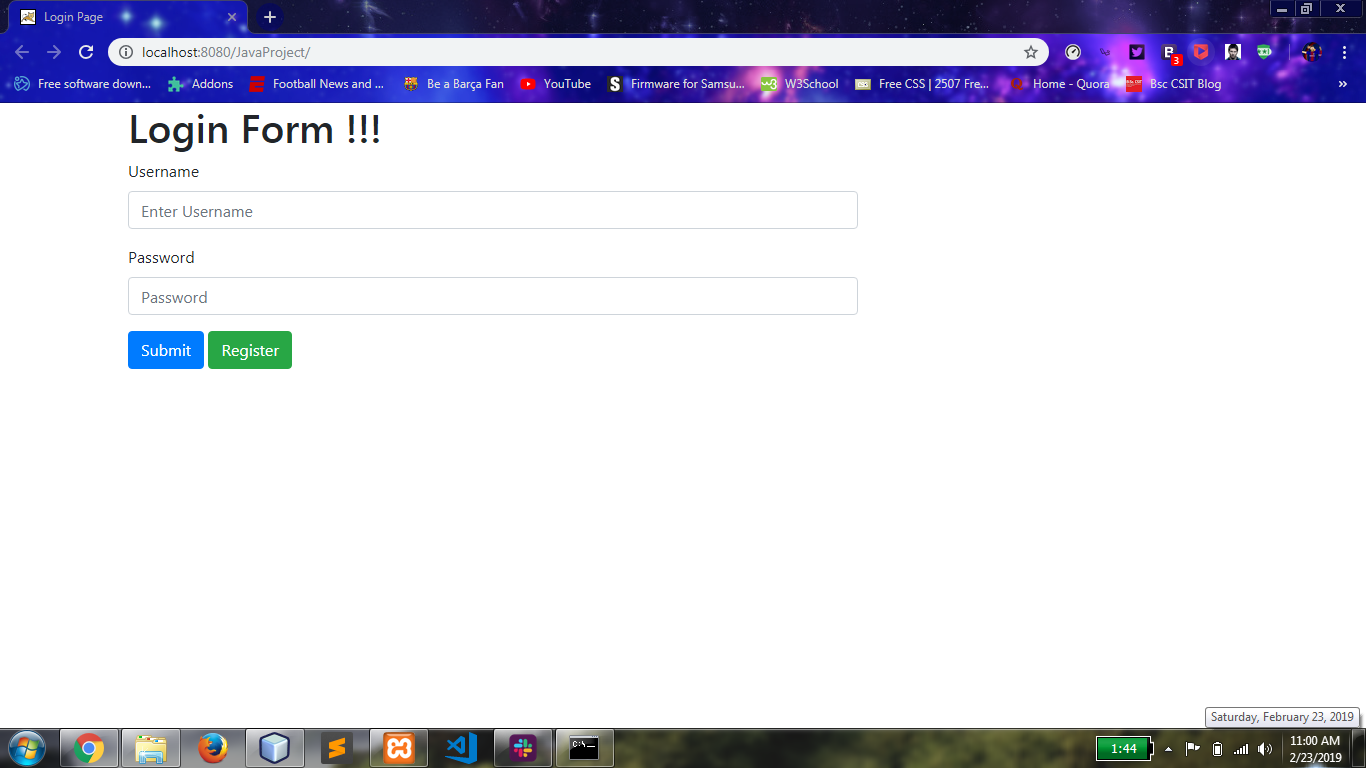 Login Page
localhost:8080/JavaProject/
3
Free software down... Addons Football News and ... Be a Barça Fan YouTube S Firmware for Samsu... W3School Free CSS | 2507 Fre... Home - Quora Bsc CSIT Blog »
Login Form !!!
Username
Enter Username
Password
Password
Submit Register
Saturday, February 23, 2019
1:44 11:00 AM
2/23/2019